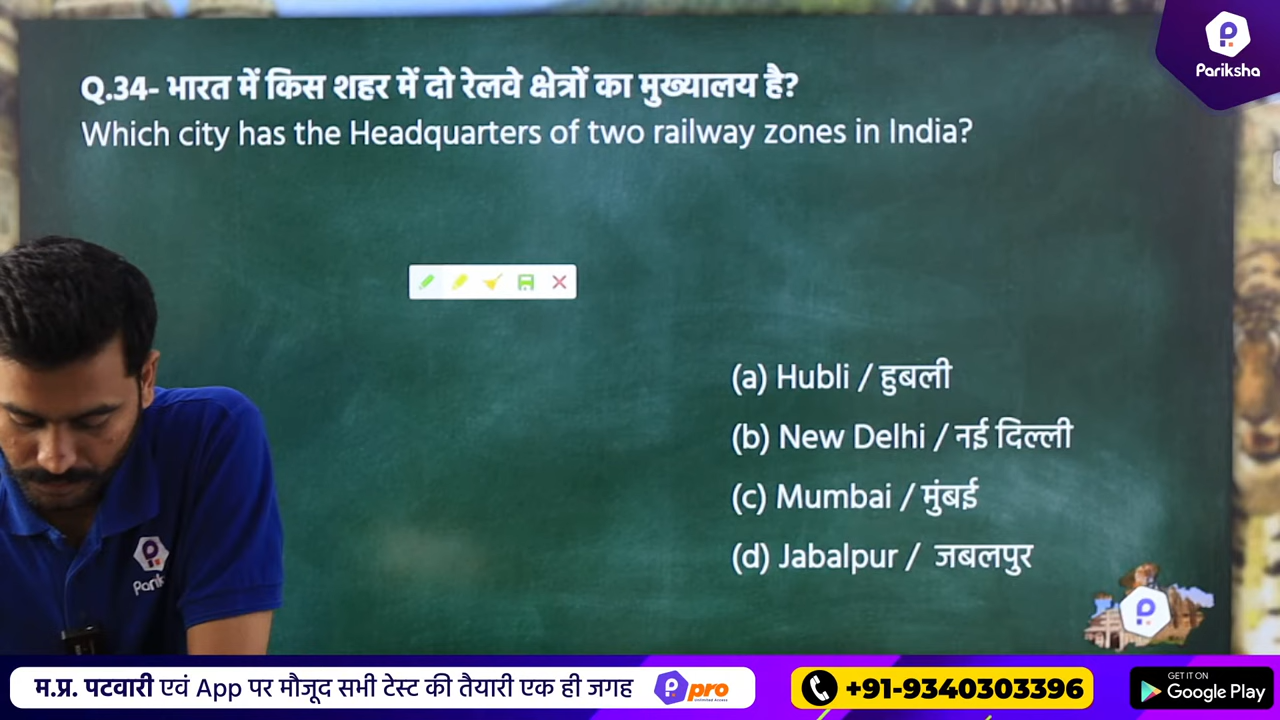 Pariksha
Q.34- भारत में किस शहर में दो रेलवे क्षेत्रों का मुख्यालय है?
Which city has the Headquarters of two railway zones in India?
(a) Hubli / हुबली
(b) New Delhi / नई दिल्ली
(c) Mumbai / मुंबई
(d) Jabalpur / जबलपुर
म.प्र. पटवारी एवं App पर मौजूद सभी टेस्ट की तैयारी एक ही जगह
pro
+91-9340303396
GET IT ON
Google Play